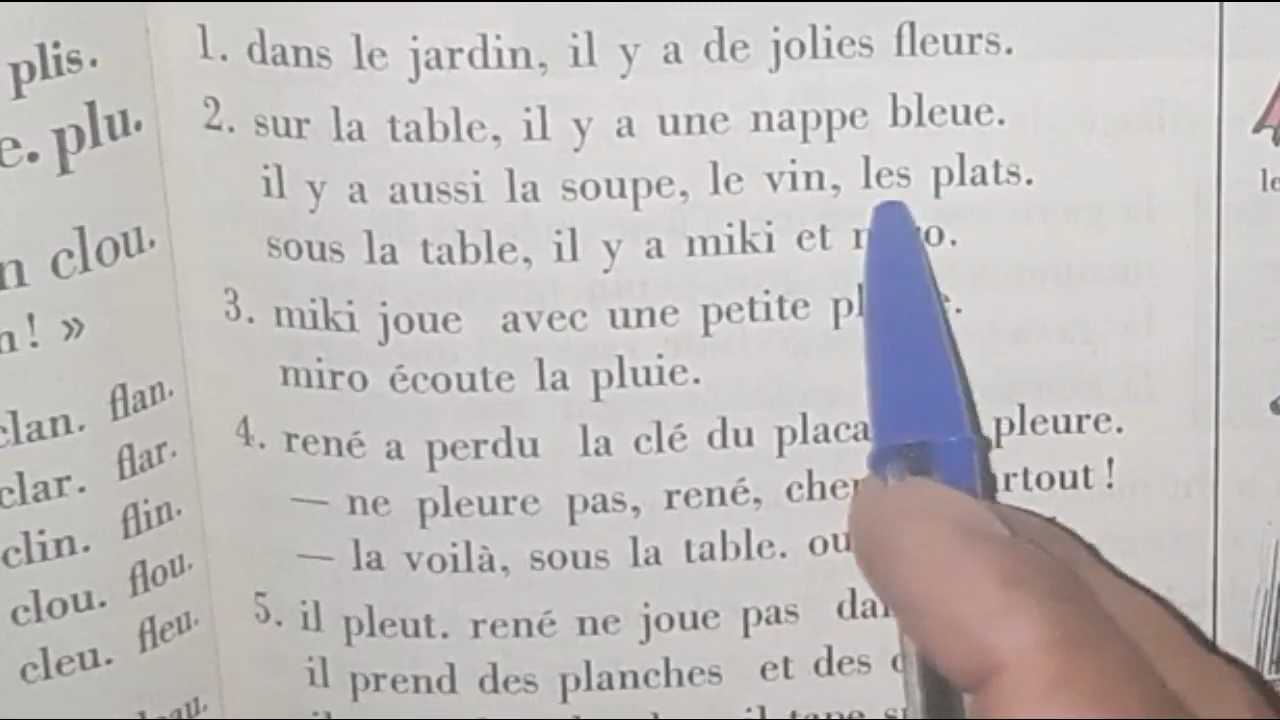 plis.
plu.
clou.
! »
clan. flan.
clar. flar.
clin. flin.
clou. flou.
cleu. fleu.
1. dans le jardin, il y a de jolies fleurs.
2. sur la table, il y a une nappe bleue.
il y a aussi la soupe, le vin, les plats.
sous la table, il y a miki et
3. miki joue avec une petite
miro écoute la pluie.
4. rené a perdu la clé du pleure.
— ne pleure pas, rené,
— la voilà, sous la table.
5. il pleut. rené ne joue pas
il prend des planches et des